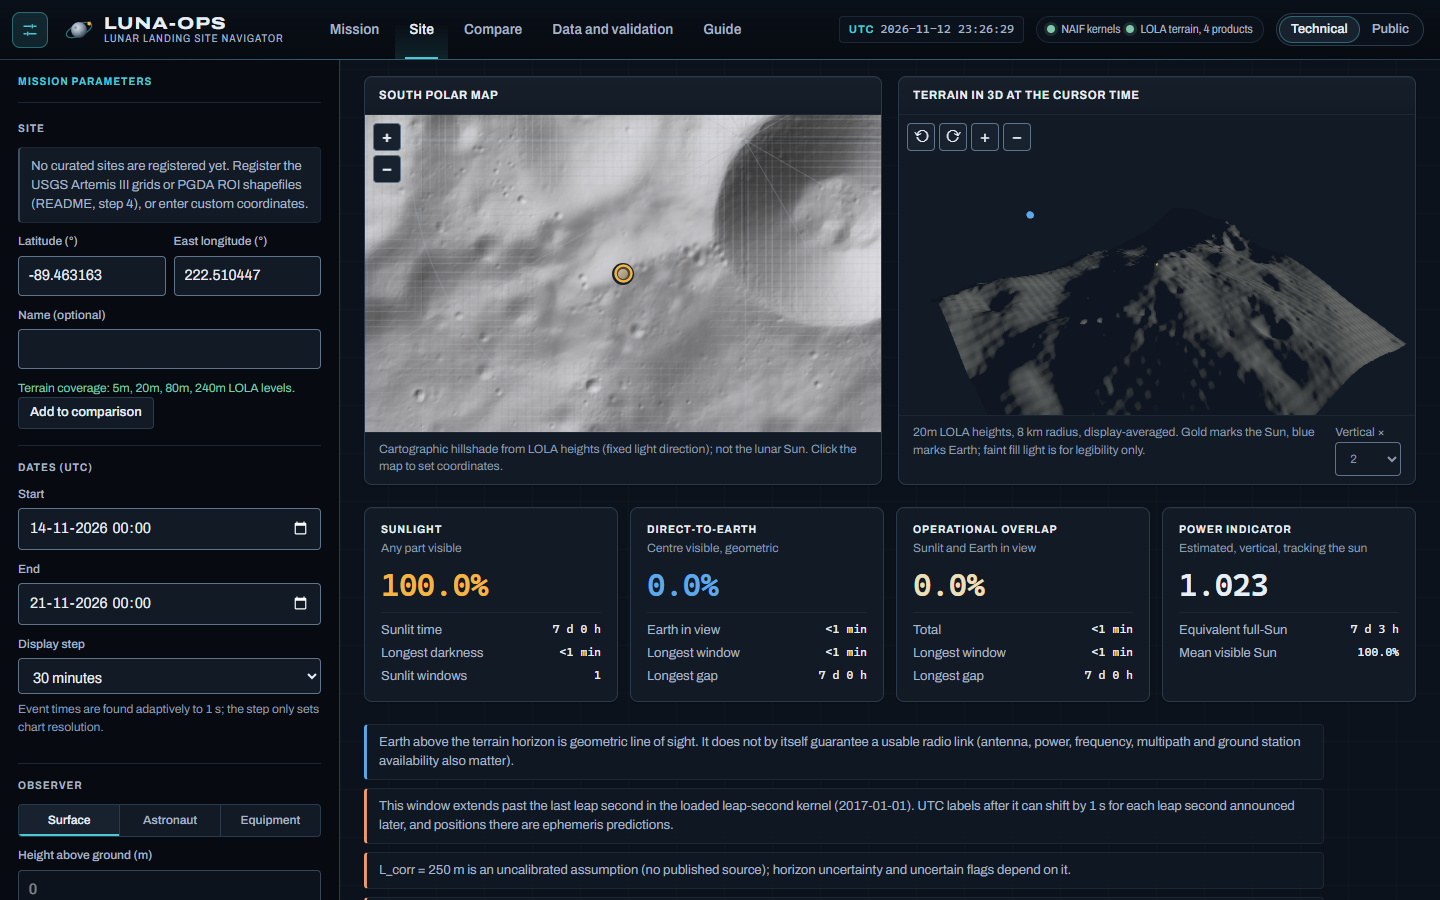 LUNA-OPS
LUNAR LANDING SITE NAVIGATOR
Mission
Site
Compare
Data and validation
Guide
UTC 2026-11-12 23:26:29
NAIF kernels
LOLA terrain, 4 products
Technical
Public
MISSION PARAMETERS
SITE
No curated sites are registered yet. Register the
USGS Artemis III grids or PGDA ROI shapefiles
(README, step 4), or enter custom coordinates.
Latitude (°)
East longitude (°)
-89.463163
222.510447
Name (optional)
Terrain coverage: 5m, 20m, 80m, 240m LOLA levels.
Add to comparison
DATES (UTC)
Start
14-11-2026 00:00
End
21-11-2026 00:00
Display step
30 minutes
Event times are found adaptively to 1 s; the step only sets
chart resolution.
OBSERVER
Surface
Astronaut
Equipment
Height above ground (m)
0
SOUTH POLAR MAP
+
−
Cartographic hillshade from LOLA heights (fixed light direction); not the lunar Sun. Click the
map to set coordinates.
TERRAIN IN 3D AT THE CURSOR TIME
+
−
20m LOLA heights, 8 km radius, display-averaged. Gold marks the Sun, blue
marks Earth; faint fill light is for legibility only.
Vertical ×
2
SUNLIGHT
Any part visible
100.0%
Sunlit time 7 d 0 h
Longest darkness <1 min
Sunlit windows 1
DIRECT-TO-EARTH
Centre visible, geometric
0.0%
Earth in view <1 min
Longest window <1 min
Longest gap 7 d 0 h
OPERATIONAL OVERLAP
Sunlit and Earth in view
0.0%
Total <1 min
Longest window <1 min
Longest gap 7 d 0 h
POWER INDICATOR
Estimated, vertical, tracking the sun
1.023
Equivalent full-Sun 7 d 3 h
Mean visible Sun 100.0%
Earth above the terrain horizon is geometric line of sight. It does not by itself guarantee a usable radio link (antenna, power, frequency, multipath and ground station
availability also matter).
This window extends past the last leap second in the loaded leap-second kernel (2017-01-01). UTC labels after it can shift by 1 s for each leap second announced
later, and positions there are ephemeris predictions.
L_corr = 250 m is an uncalibrated assumption (no published source); horizon uncertainty and uncertain flags depend on it.